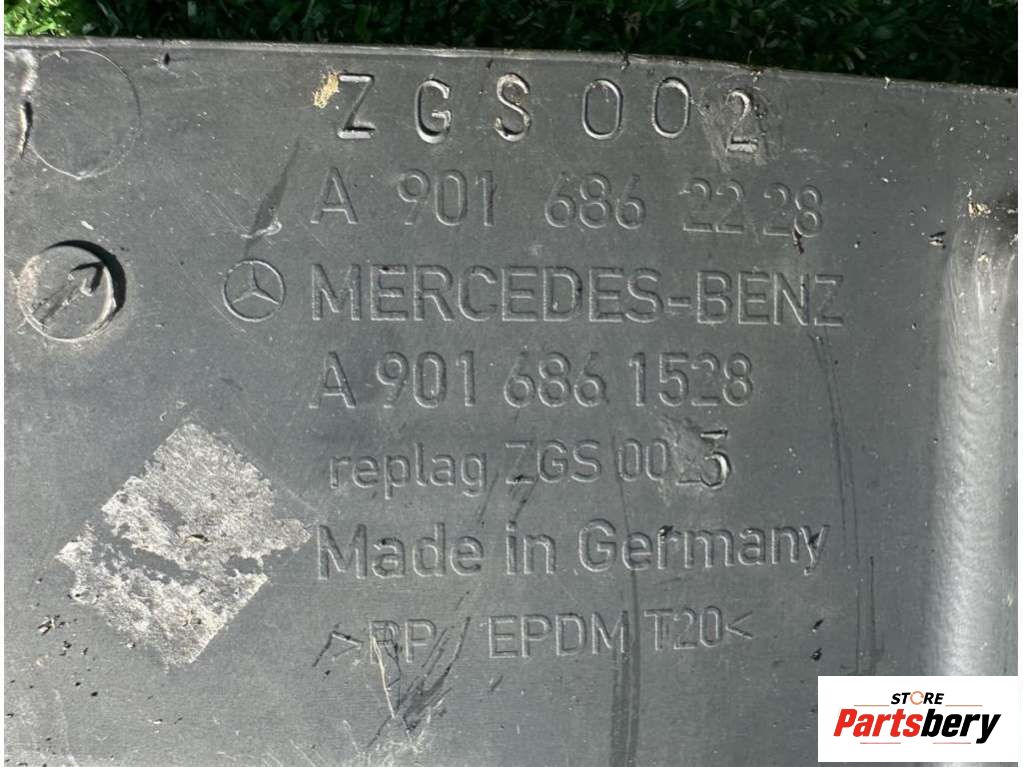 ZGS 002
A 901 686 22 28
MERCEDES-BENZ
A 901 686 1528
replag ZGS 003
Made in Germany
>PP / EPDM T20<
STORE
Partsbery